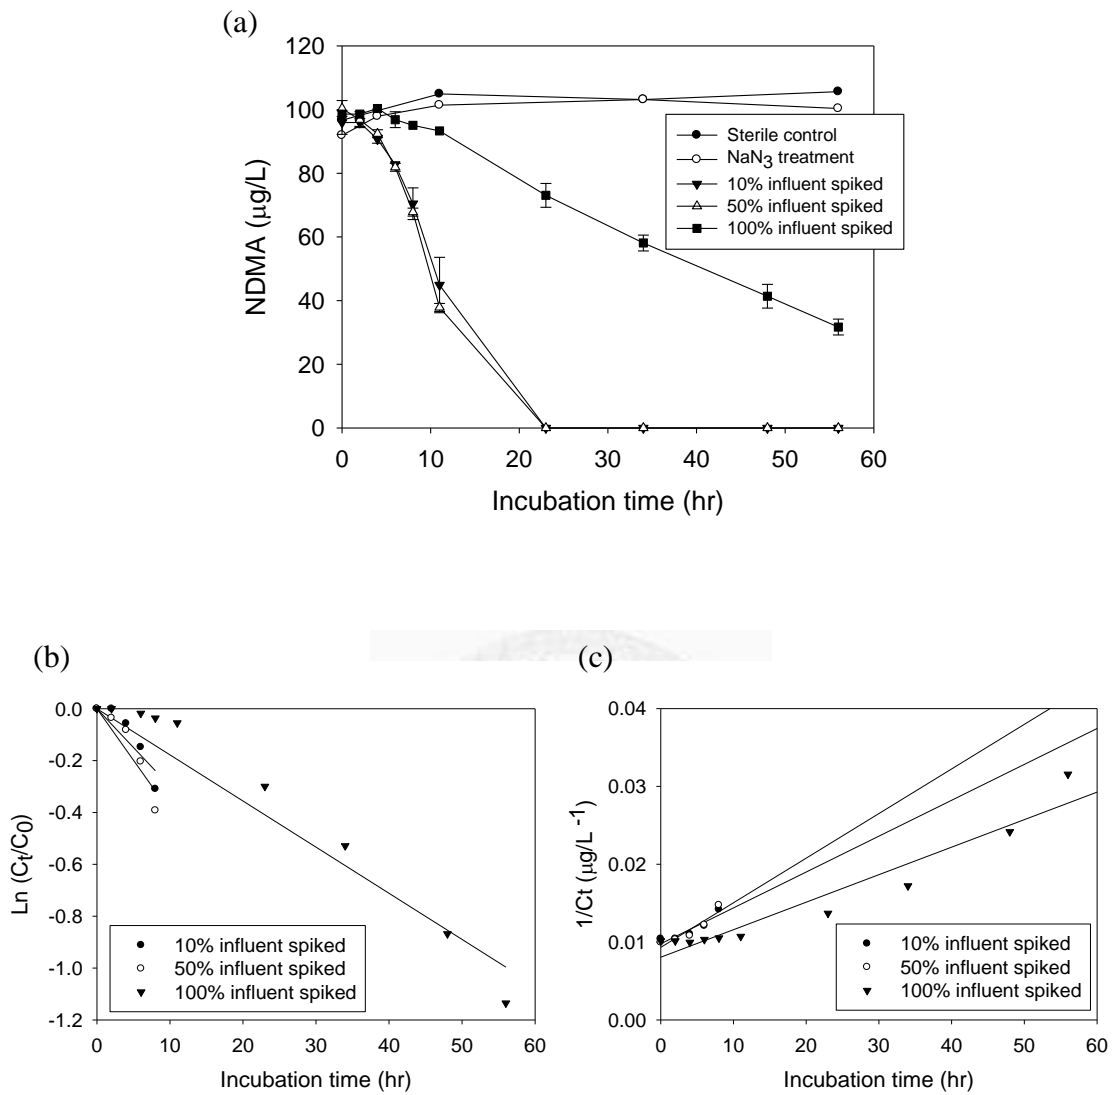 (a)
120
100
80
60
40
20
0
NDMA (μg/L)
Sterile control
NaN3 treatment
10% influent spiked
50% influent spiked
100% influent spiked
0 10 20 30 40 50 60
Incubation time (hr)
(b)
0.0
-0.2
-0.4
-0.6
-0.8
-1.0
-1.2
Ln (Ct/C0)
10% influent spiked
50% influent spiked
100% influent spiked
0 10 20 30 40 50 60
Incubation time (hr)
(c)
0.04
0.03
0.02
0.01
0.00
1/Ct (μg/L -1)
10% influent spiked
50% influent spiked
100% influent spiked
0 10 20 30 40 50 60
Incubation time (hr)